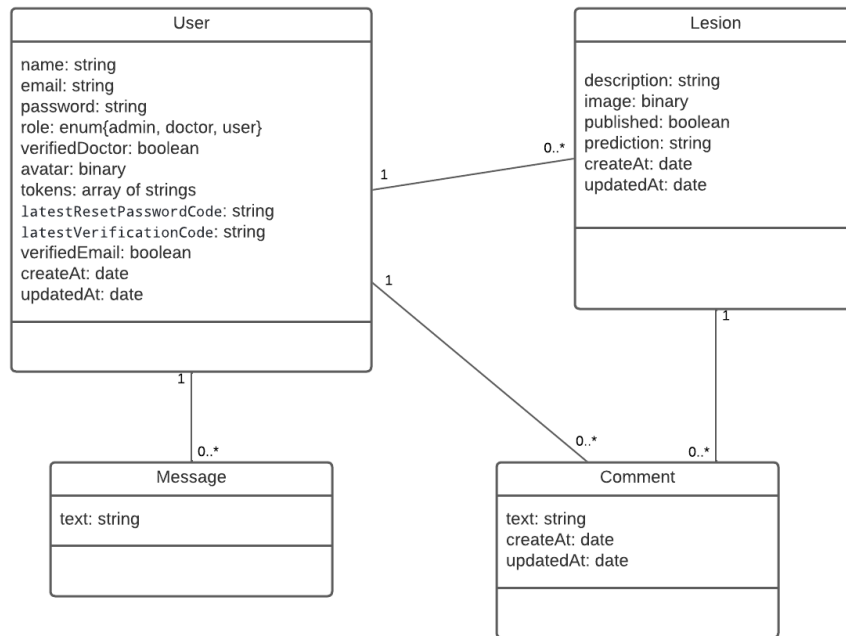 User
name: string
email: string
password: string
role: enum{admin, doctor, user}
verifiedDoctor: boolean
avatar: binary
tokens: array of strings
latestResetPasswordCode: string
latestVerificationCode: string
verifiedEmail: boolean
createAt: date
updatedAt: date
Lesion
description: string
image: binary
published: boolean
prediction: string
createAt: date
updatedAt: date
1
0..*
1
0..*
1
0..*
1
0..*
Message
text: string
Comment
text: string
createAt: date
updatedAt: date